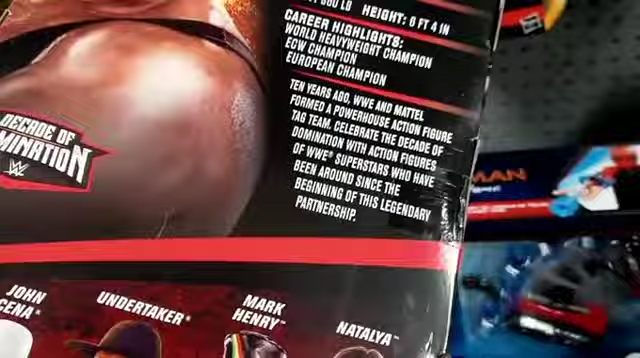 LB HEIGHT: 6 FT 4 IN
CAREER HIGHLIGHTS:
WORLD HEAVYWEIGHT CHAMPION
ECW CHAMPION
EUROPEAN CHAMPION
TEN YEARS AGO, WWE AND MATTEL
FORMED A POWERHOUSE ACTION FIGURE
TAG TEAM. CELEBRATE THE DECADE OF
DOMINATION WITH ACTION FIGURES
OF WWE® SUPERSTARS WHO HAVE
BEEN AROUND SINCE THE
BEGINNING OF THIS LEGENDARY
PARTNERSHIP.
DECADE OF
MINATION
W
MAN
JOHN
CENA
UNDERTAKER
MARK
HENRY™
NATALYA™